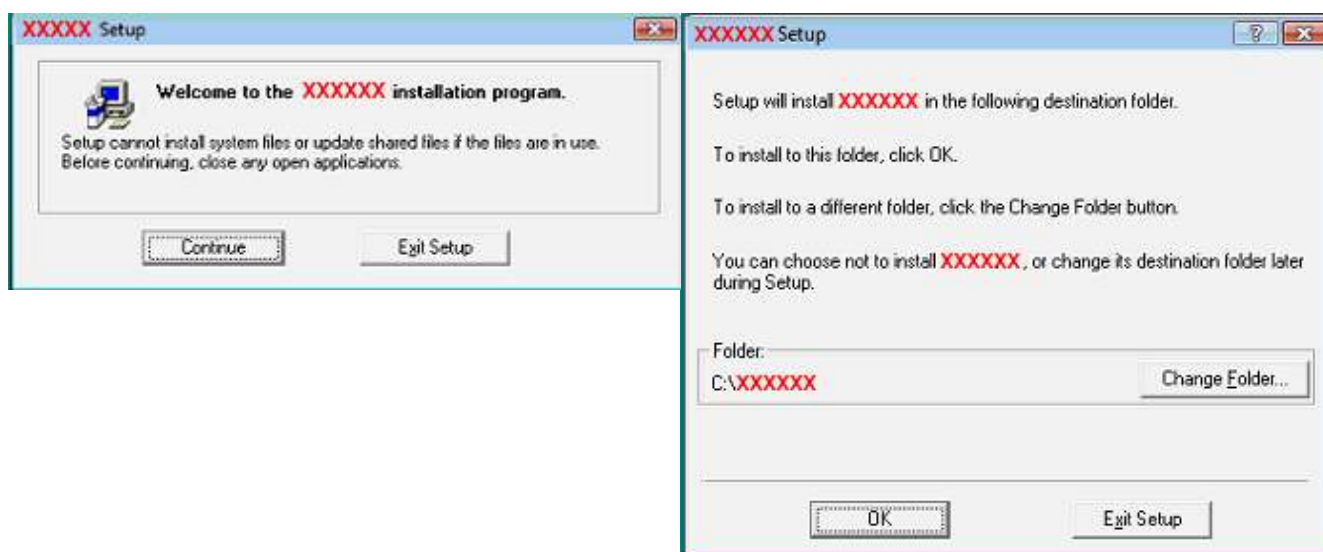 XXXXX Setup
Welcome to the XXXXXX installation program.
Setup cannot install system files or update shared files if the files are in use.
Before continuing, close any open applications.
Continue
Exit Setup
XXXXXX Setup
Setup will install XXXXXX in the following destination folder.
To install to this folder, click OK.
To install to a different folder, click the Change Folder button.
You can choose not to install XXXXXX, or change its destination folder later
during Setup.
Folder:
C:\XXXXXX
Change Folder...
OK
Exit Setup